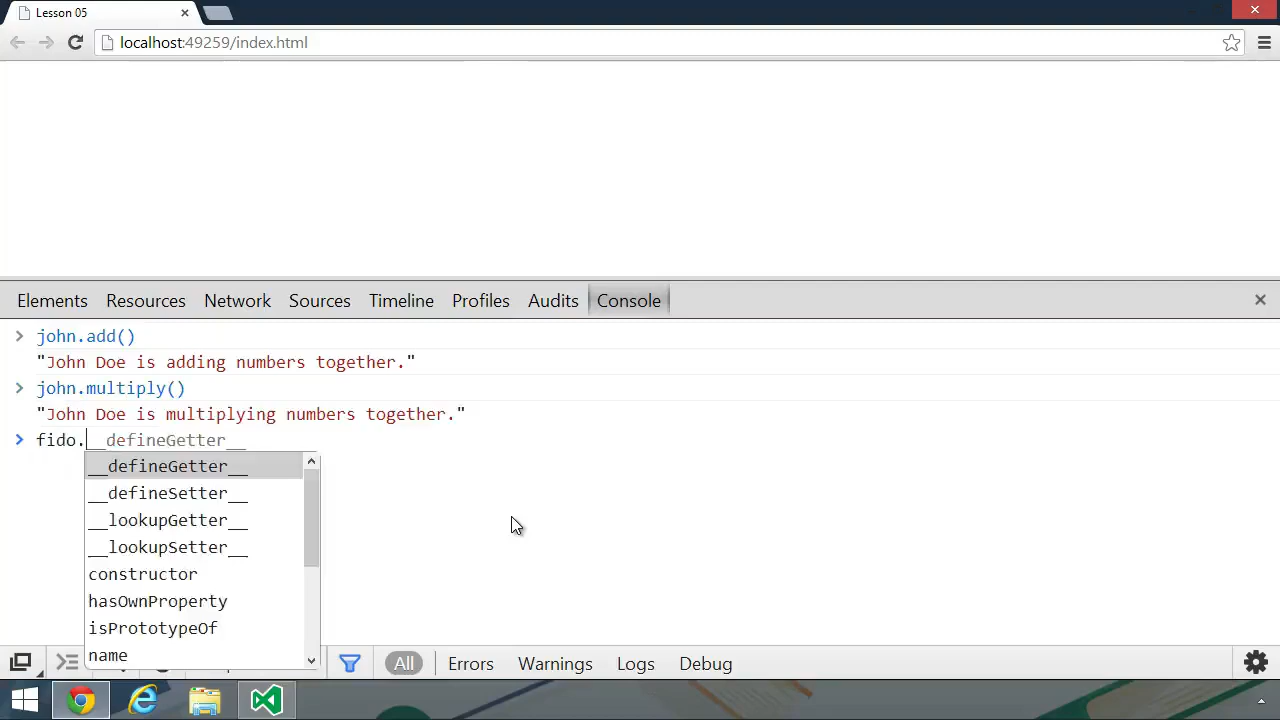 Lesson 05
localhost:49259/index.html
Elements Resources Network Sources Timeline Profiles Audits Console
john.add()
"John Doe is adding numbers together."
john.multiply()
"John Doe is multiplying numbers together."
fido.__defineGetter__
__defineGetter__
__defineSetter__
__lookupGetter__
__lookupSetter__
constructor
hasOwnProperty
isPrototypeOf
name
All Errors Warnings Logs Debug